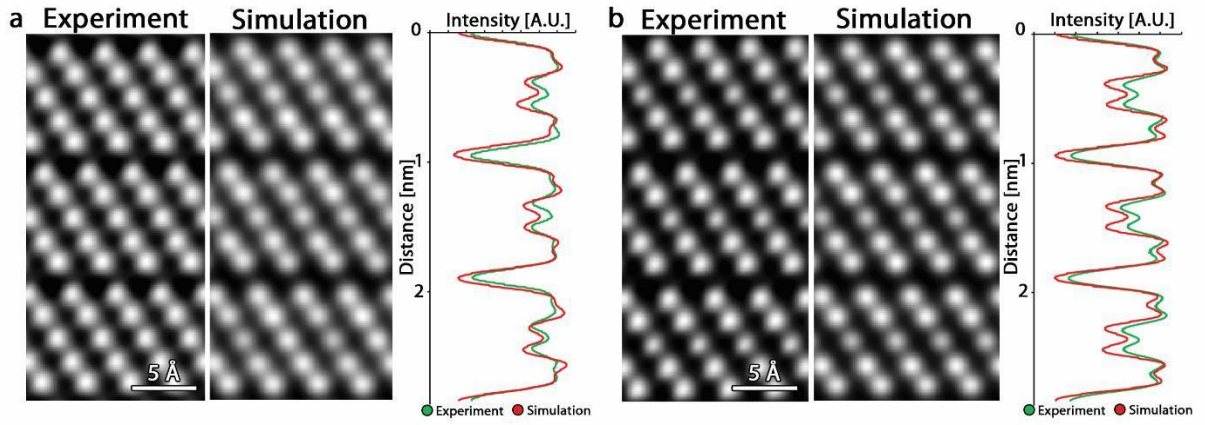 a Experiment Simulation Intensity [A.U.]
0
1
2
Distance [nm]
5 Å
Experiment Simulation
b Experiment Simulation Intensity [A.U.]
0
1
2
Distance [nm]
5 Å
Experiment Simulation